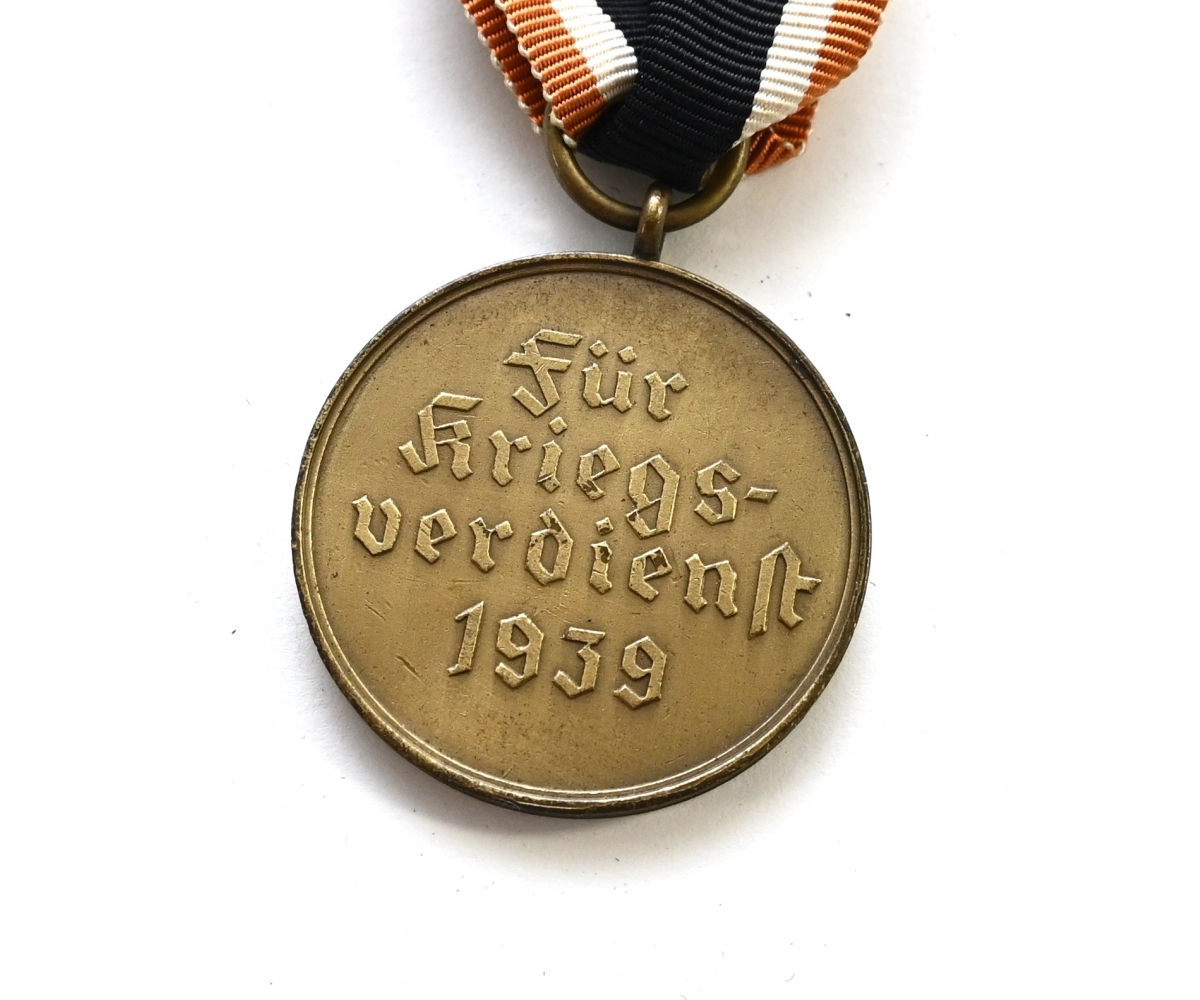 Für
Kriegs-
verdienst
1939